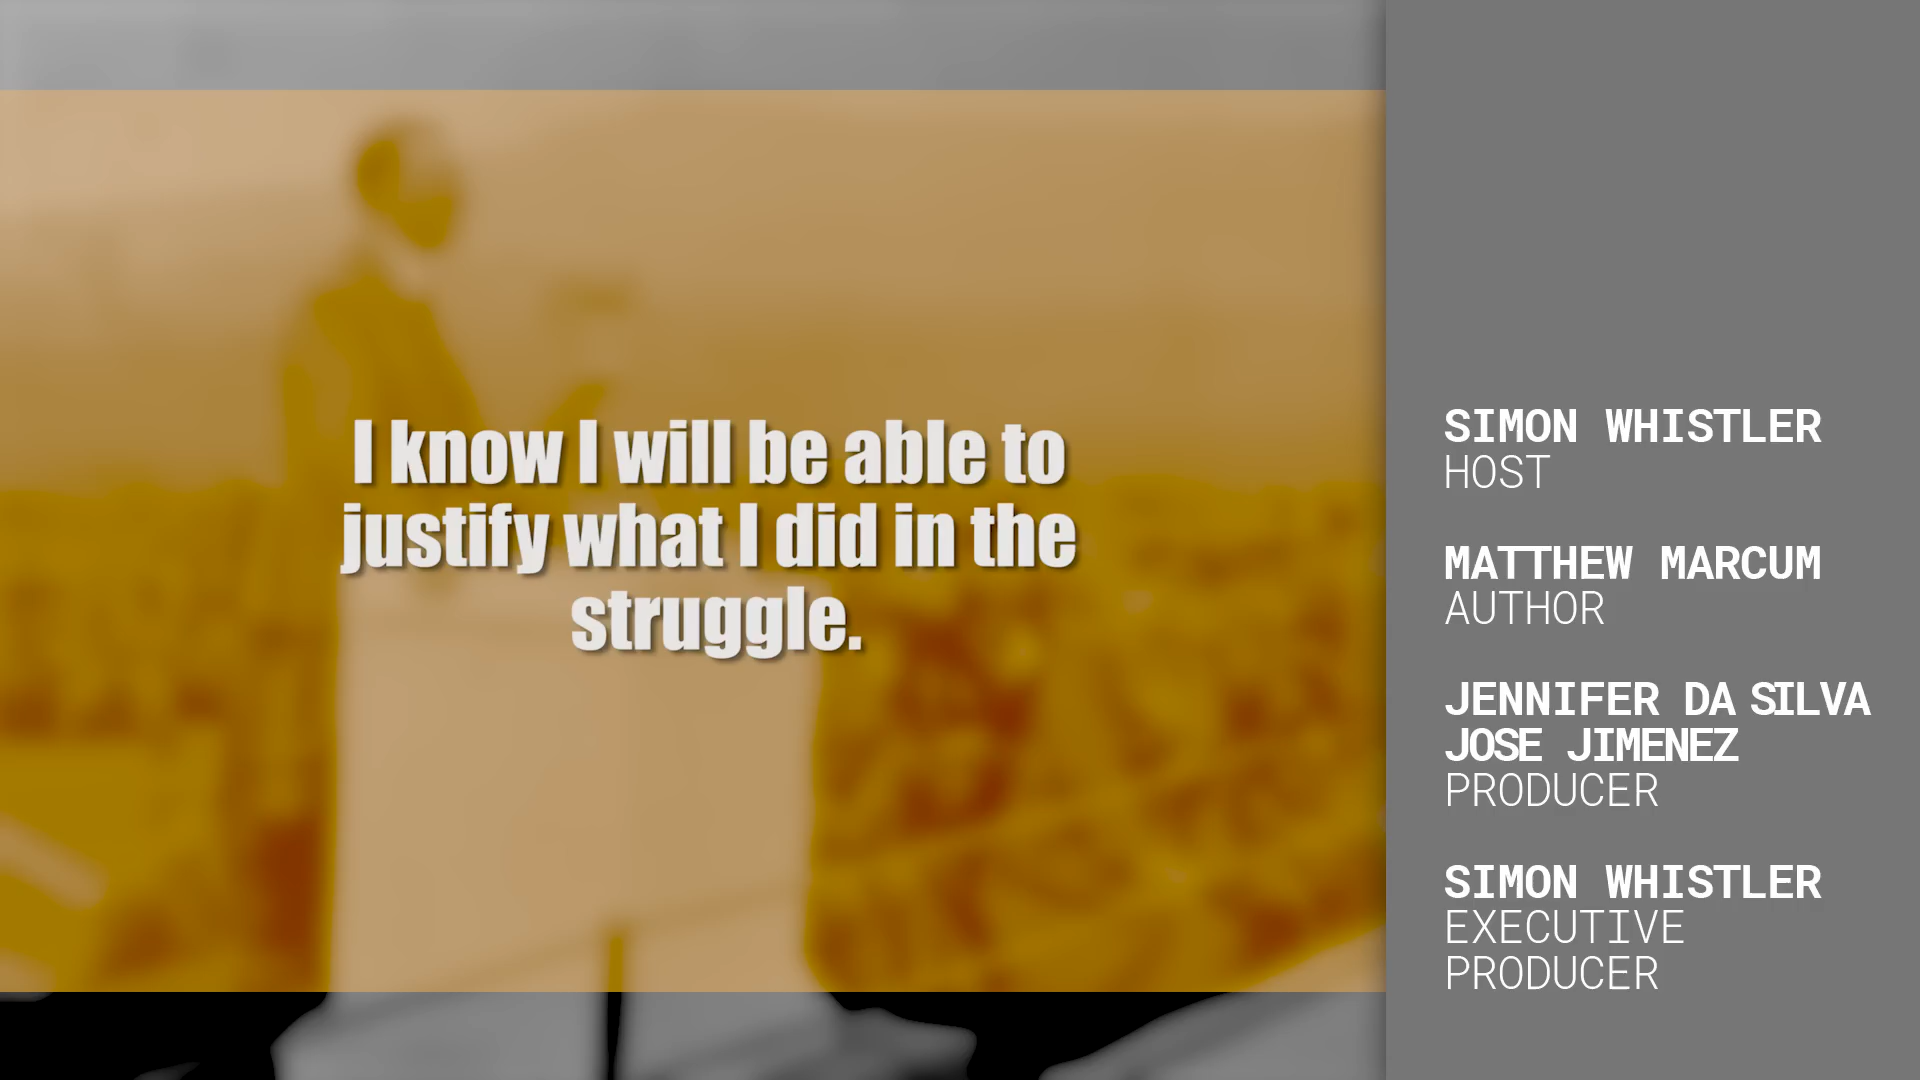 I know I will be able to
justify what I did in the
struggle.
SIMON WHISTLER
HOST
MATTHEW MARCUM
AUTHOR
JENNIFER DA SILVA
JOSE JIMENEZ
PRODUCER
SIMON WHISTLER
EXECUTIVE
PRODUCER